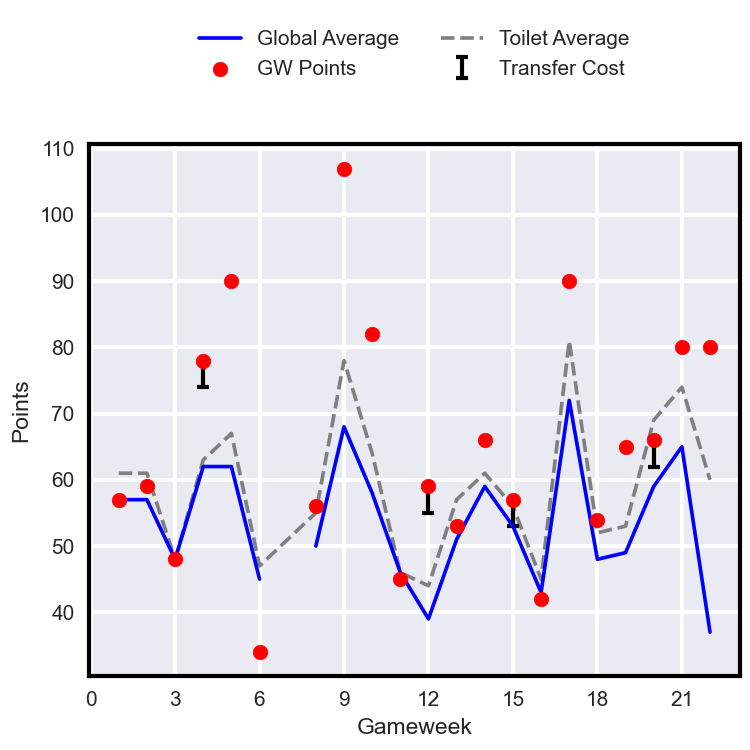 Global Average
Toilet Average
GW Points
Transfer Cost
110
100
90
80
70
60
50
40
Points
0 3 6 9 12 15 18 21
Gameweek